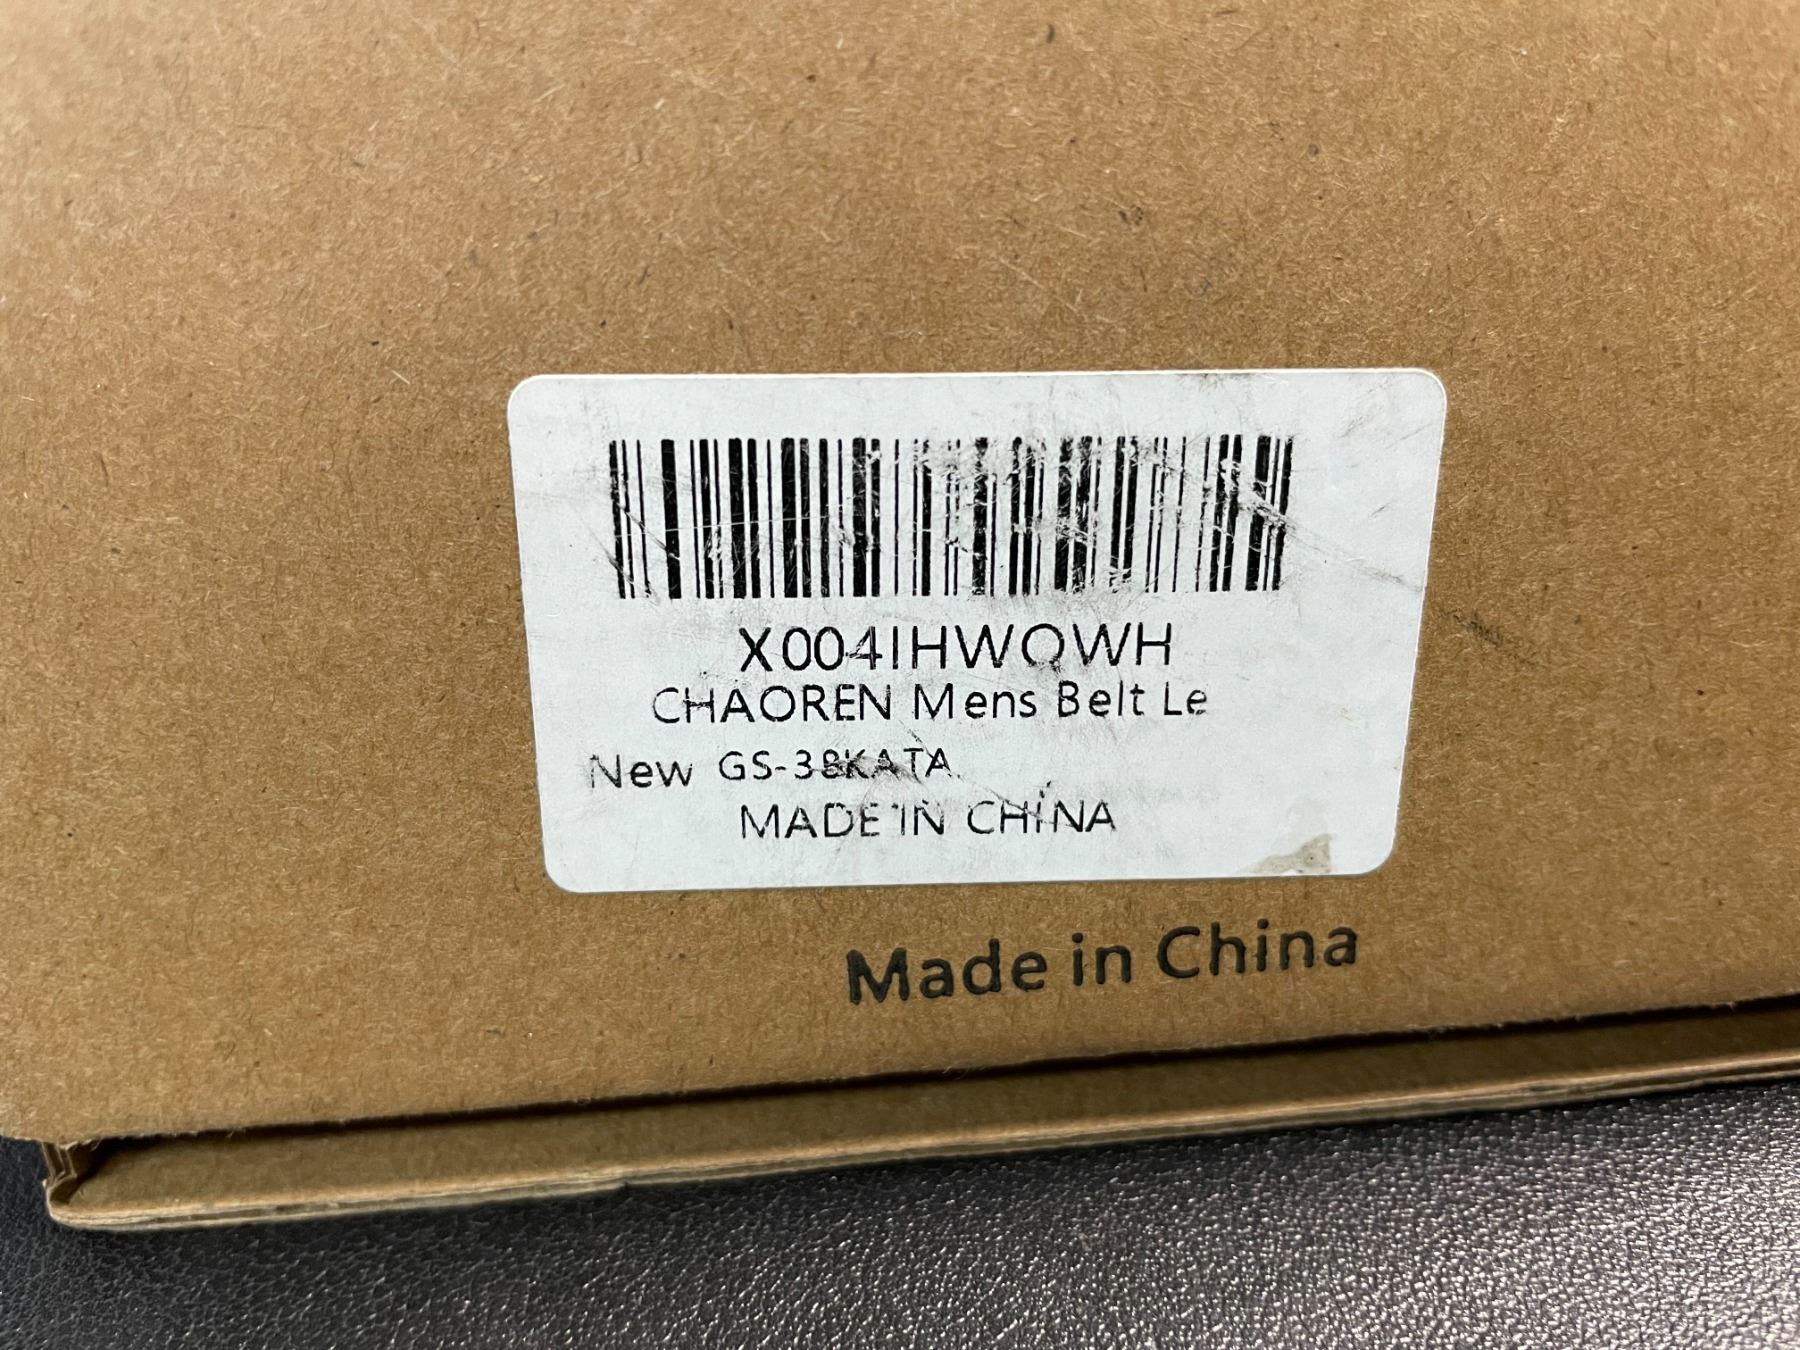 X004IHWQWH
CHAOREN Mens Belt Le
New GS-38KATA
MADE IN CHINA
Made in China